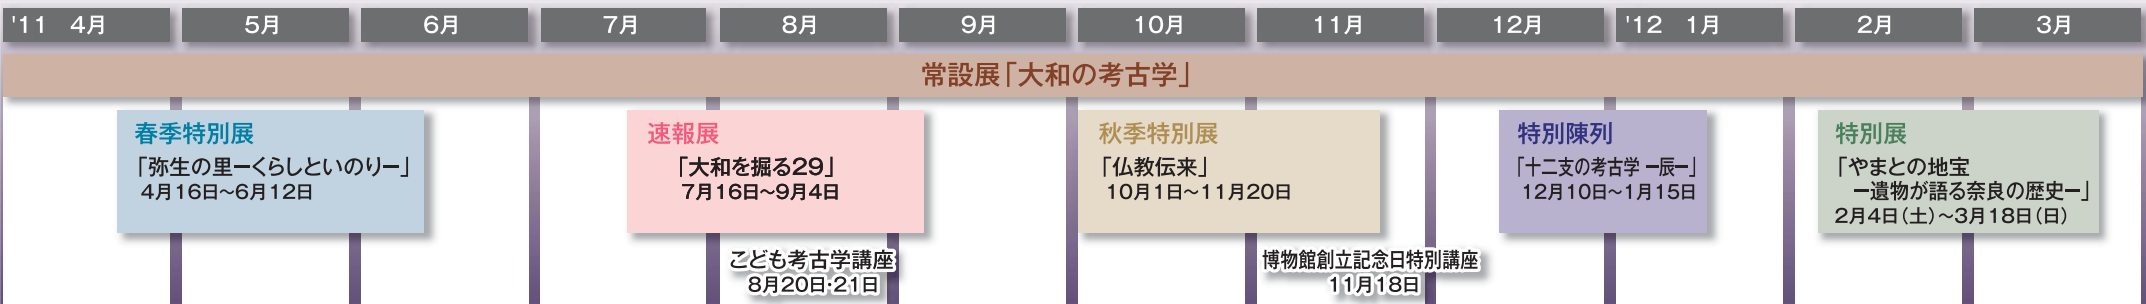 '11 4月 5月 6月 7月 8月 9月 10月 11月 12月 '12 1月 2月 3月
常設展「大和の考古学」
春季特別展
「弥生の里ーくらしといのりー」
4月16日～6月12日
速報展
「大和を掘る29」
7月16日～9月4日
秋季特別展
「仏教伝来」
10月1日～11月20日
特別陳列
「十二支の考古学 ー辰ー」
12月10日～1月15日
特別展
「やまとの地宝
ー遺物が語る奈良の歴史ー」
2月4日（土）～3月18日（日）
こども考古学講座
8月20日・21日
博物館創立記念日特別講座
11月18日